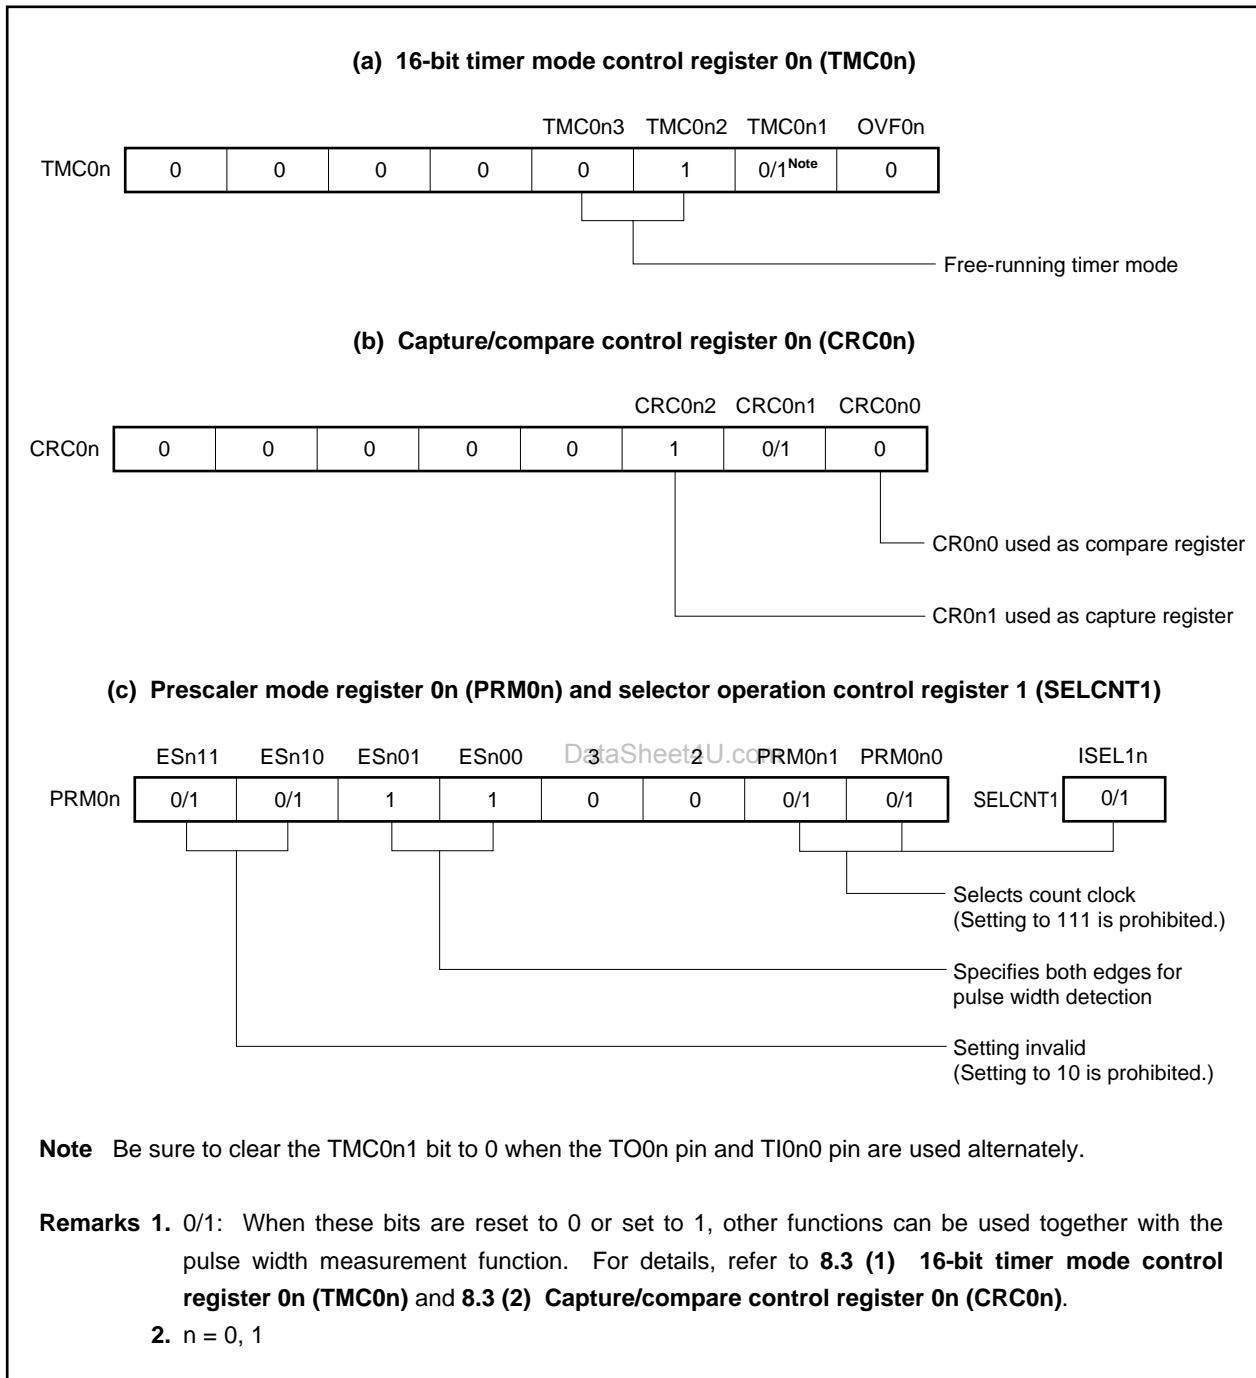 (a) 16-bit timer mode control register 0n (TMC0n)
TMC0n3 TMC0n2 TMC0n1 OVF0n
TMC0n 0 0 0 0 0 1 0/1Note 0
Free-running timer mode
(b) Capture/compare control register 0n (CRC0n)
CRC0n2 CRC0n1 CRC0n0
CRC0n 0 0 0 0 0 1 0/1 0
CR0n0 used as compare register
CR0n1 used as capture register
(c) Prescaler mode register 0n (PRM0n) and selector operation control register 1 (SELCNT1)
DataSheet4U.com
ESn11 ESn10 ESn01 ESn00 3 2 PRM0n1 PRM0n0 ISEL1n
PRM0n 0/1 0/1 1 1 0 0 0/1 0/1 SELCNT1 0/1
Selects count clock
(Setting to 111 is prohibited.)
Specifies both edges for
pulse width detection
Setting invalid
(Setting to 10 is prohibited.)
Note Be sure to clear the TMC0n1 bit to 0 when the TO0n pin and TI0n0 pin are used alternately.
Remarks 1. 0/1: When these bits are reset to 0 or set to 1, other functions can be used together with the
pulse width measurement function. For details, refer to 8.3 (1) 16-bit timer mode control
register 0n (TMC0n) and 8.3 (2) Capture/compare control register 0n (CRC0n).
2. n = 0, 1